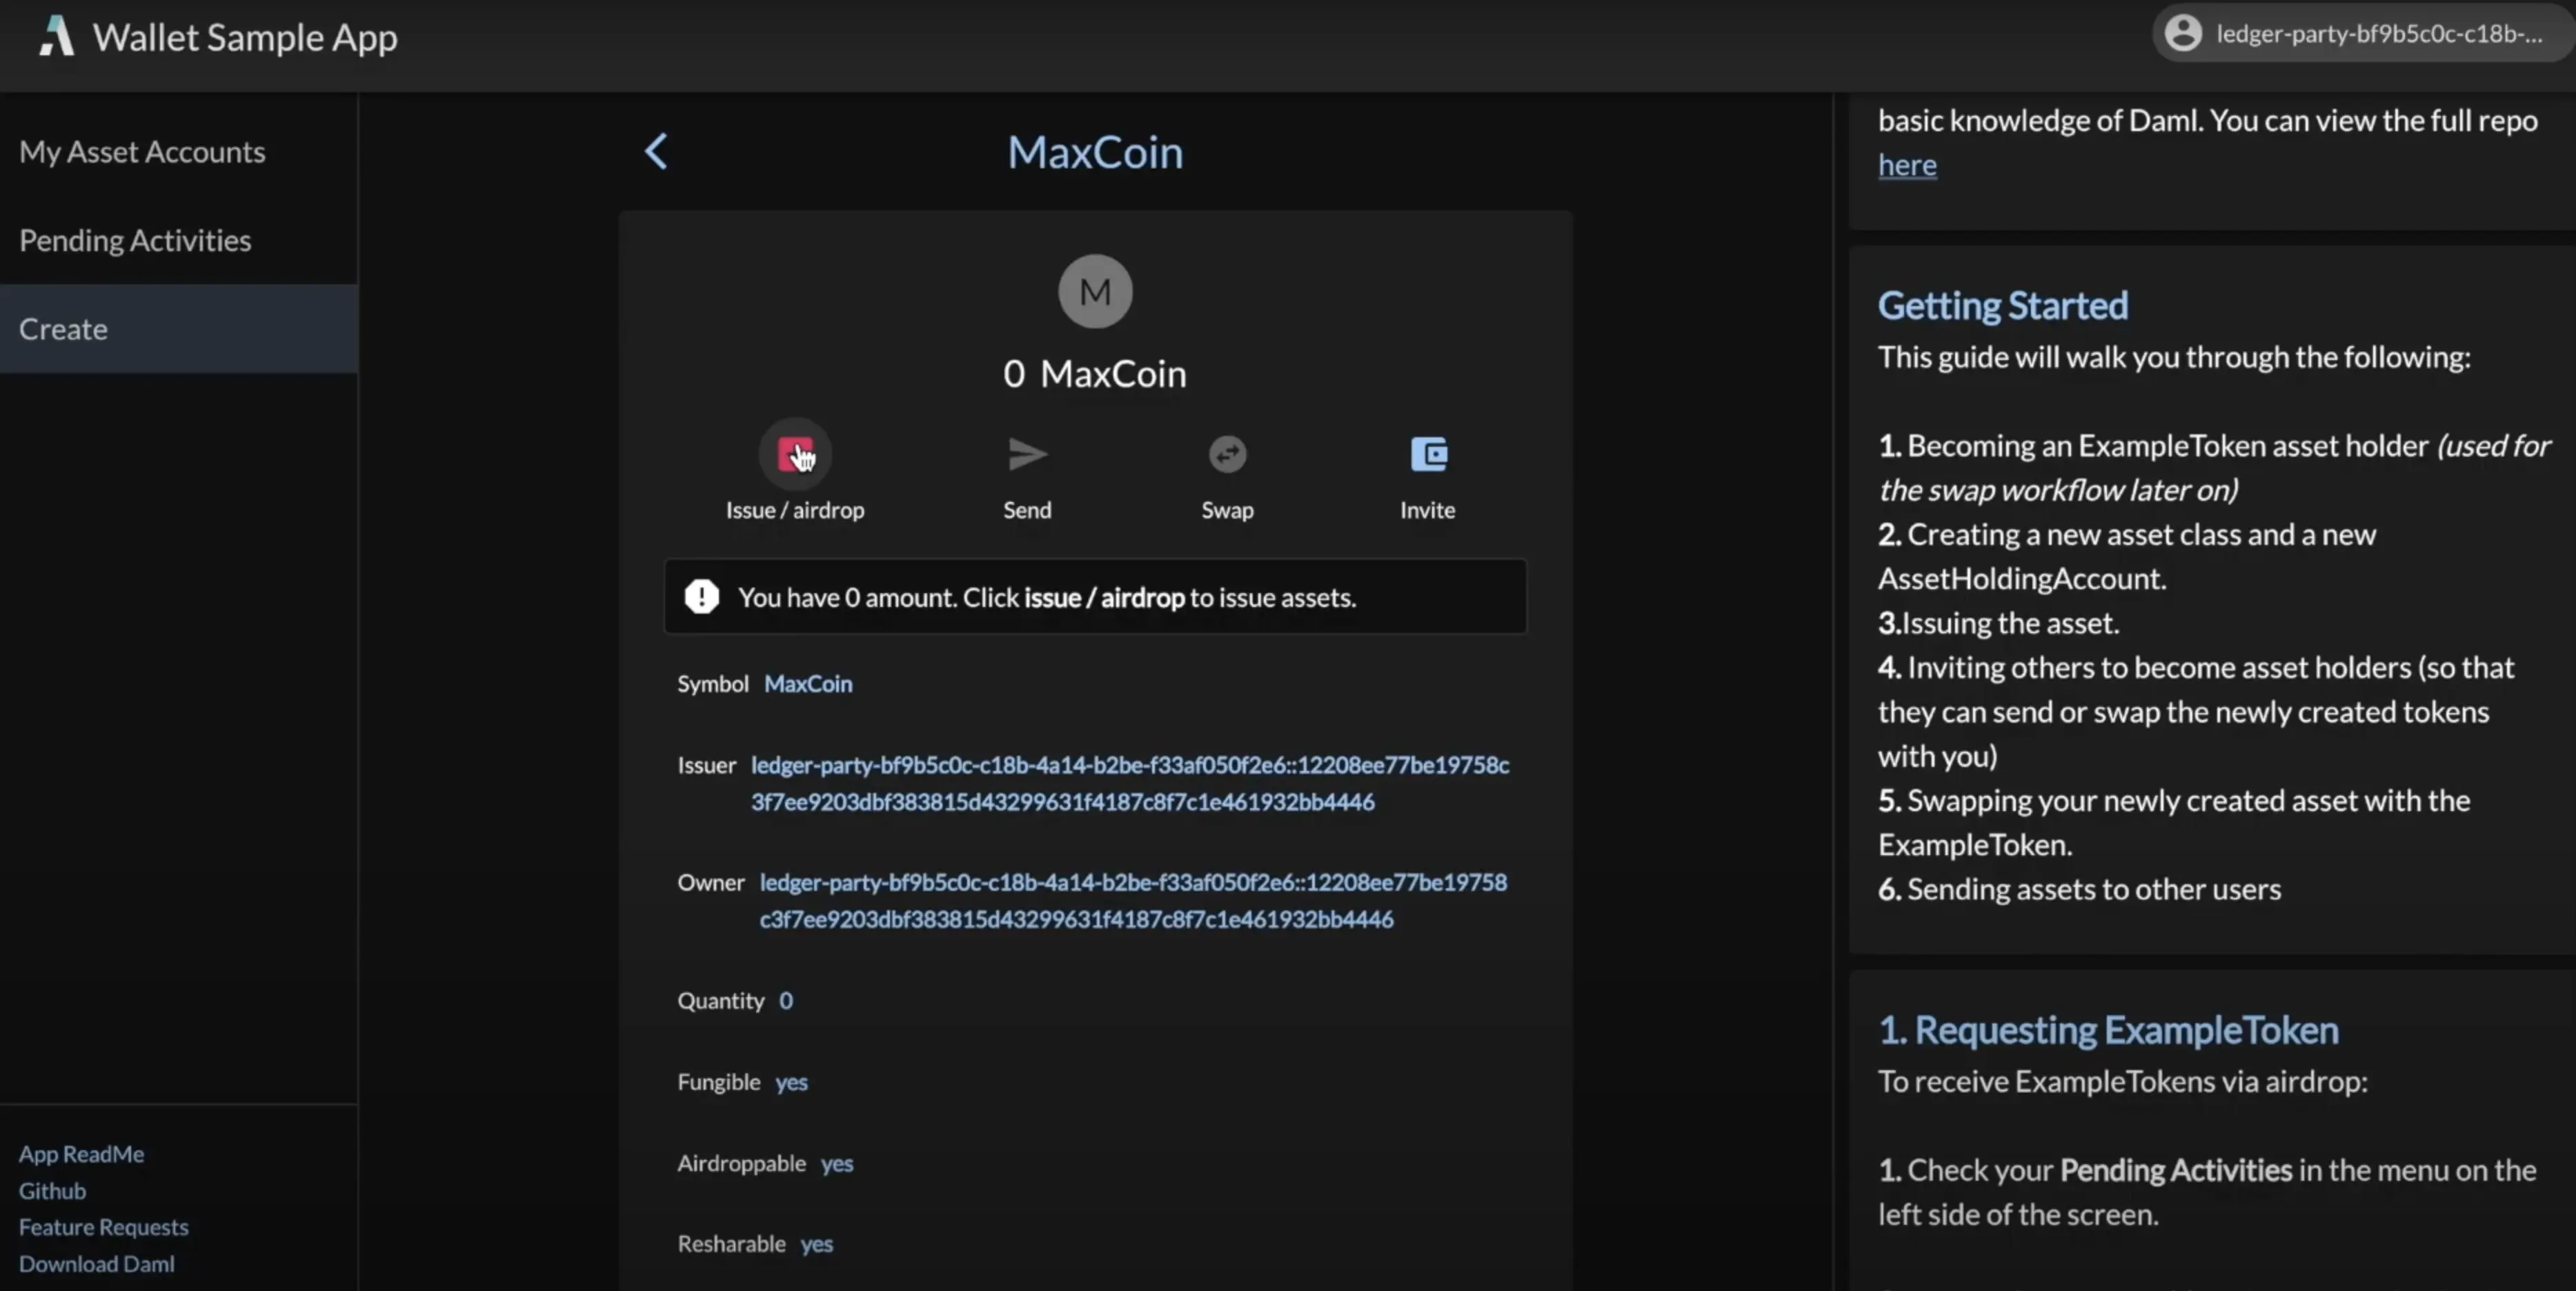 Wallet Sample App
ledger-party-bf9b5c0c-c18b-...
My Asset Accounts
Pending Activities
Create
App ReadMe
Github
Feature Requests
Download Daml
MaxCoin
M
0 MaxCoin
Issue / airdrop
Send
Swap
Invite
You have 0 amount. Click issue / airdrop to issue assets.
Symbol MaxCoin
Issuer ledger-party-bf9b5c0c-c18b-4a14-b2be-f33af050f2e6::12208ee77be19758c
3f7ee9203dbf383815d43299631f4187c8f7c1e461932bb4446
Owner ledger-party-bf9b5c0c-c18b-4a14-b2be-f33af050f2e6::12208ee77be19758
c3f7ee9203dbf383815d43299631f4187c8f7c1e461932bb4446
Quantity 0
Fungible yes
Airdroppable yes
Resharable yes
basic knowledge of Daml. You can view the full repo
here
Getting Started
This guide will walk you through the following:
1. Becoming an ExampleToken asset holder (used for
the swap workflow later on)
2. Creating a new asset class and a new
AssetHoldingAccount.
3.Issuing the asset.
4. Inviting others to become asset holders (so that
they can send or swap the newly created tokens
with you)
5. Swapping your newly created asset with the
ExampleToken.
6. Sending assets to other users
1. Requesting ExampleToken
To receive ExampleTokens via airdrop:
1. Check your Pending Activities in the menu on the
left side of the screen.